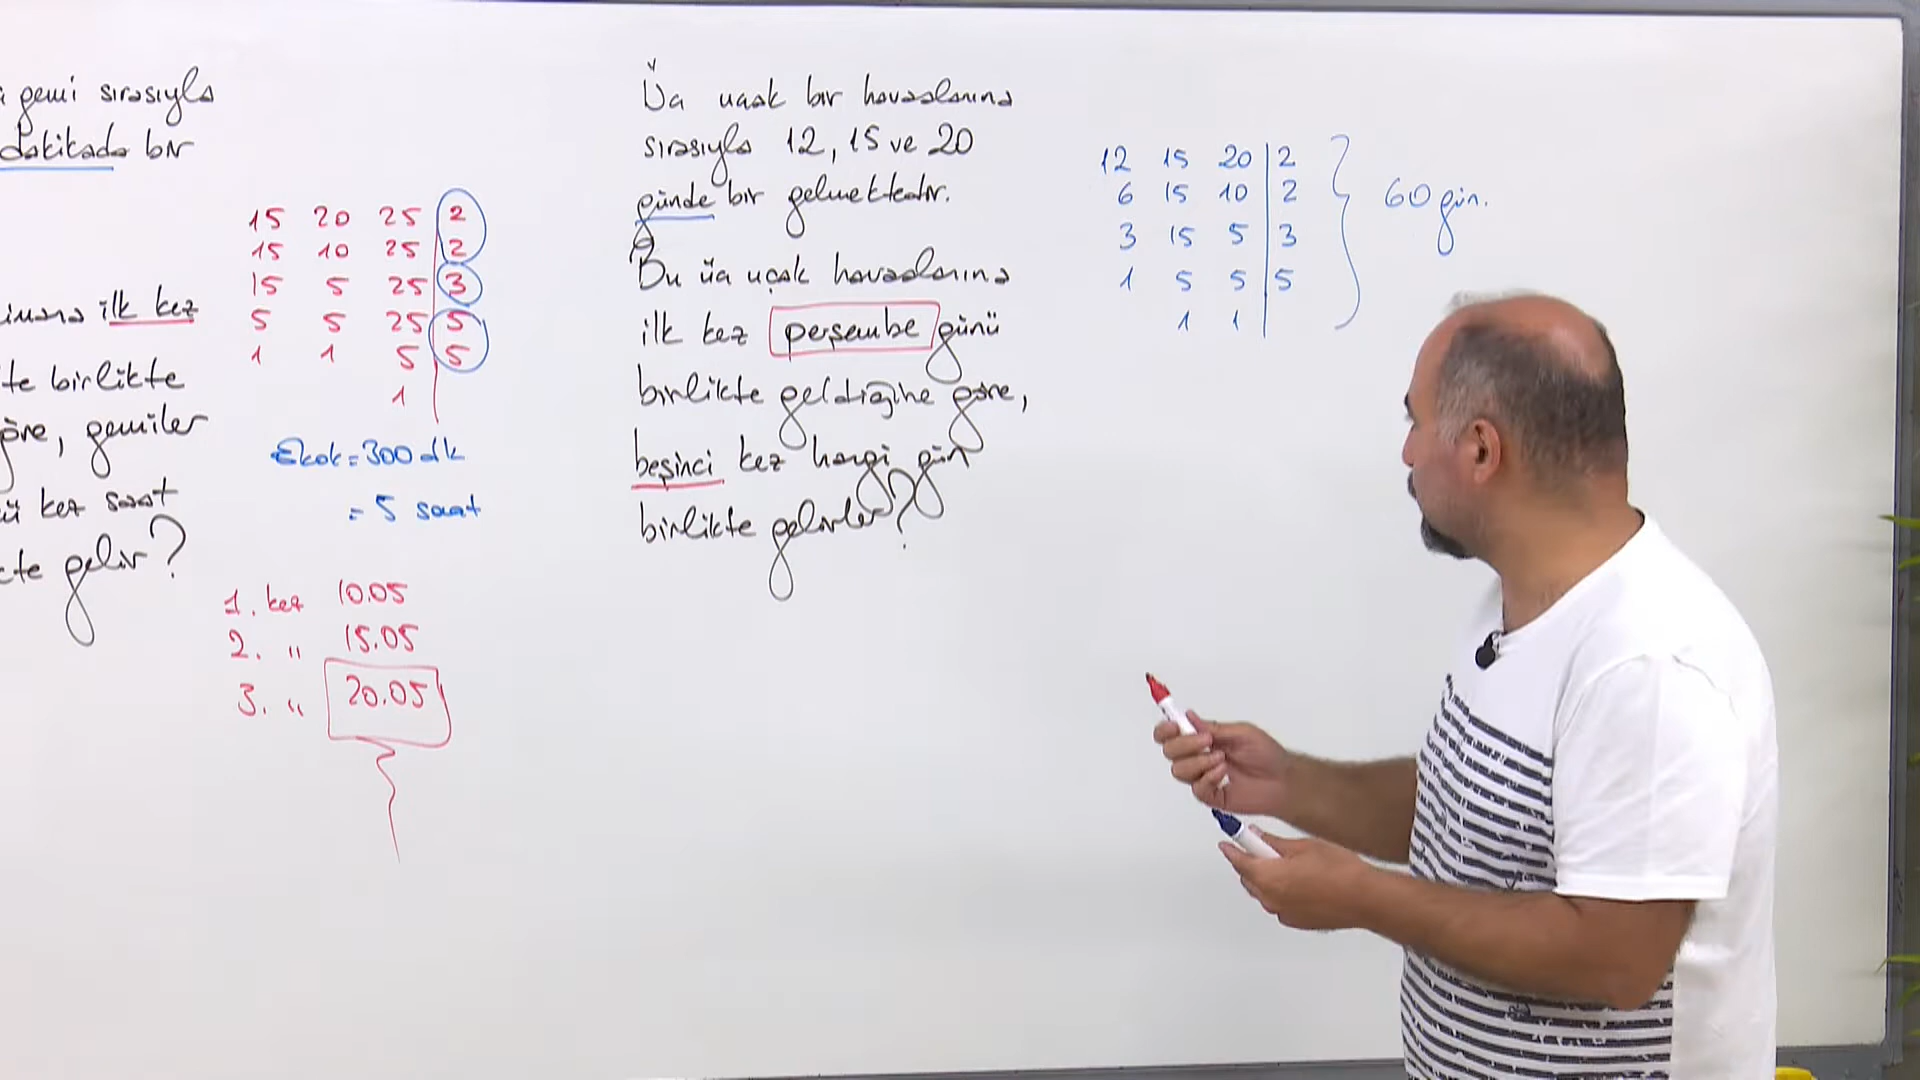 gemi sırasıyla
dakikada bir
ilk kez
te birlikte
göre, gemiler
ü kez saat
kte gelir?
15 20 25 2
15 10 25 2
15 5 25 3
5 5 25 5
1 1 5 5
1
Ekok = 300 dk
= 5 saat
1. kez 10.05
2. " 15.05
3. " 20.05
Üç uçak bir havaalanına
sırasıyla 12, 15 ve 20
günde bir gelmektedir.
Bu üç uçak havaalanına
ilk kez perşembe günü
birlikte geldiğine göre,
beşinci kez hangi gün
birlikte gelirler?
12 15 20 2
6 15 10 2
3 15 5 3
1 5 5 5
1 1
60 gün.